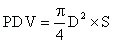 PDV = π/4 D² × S